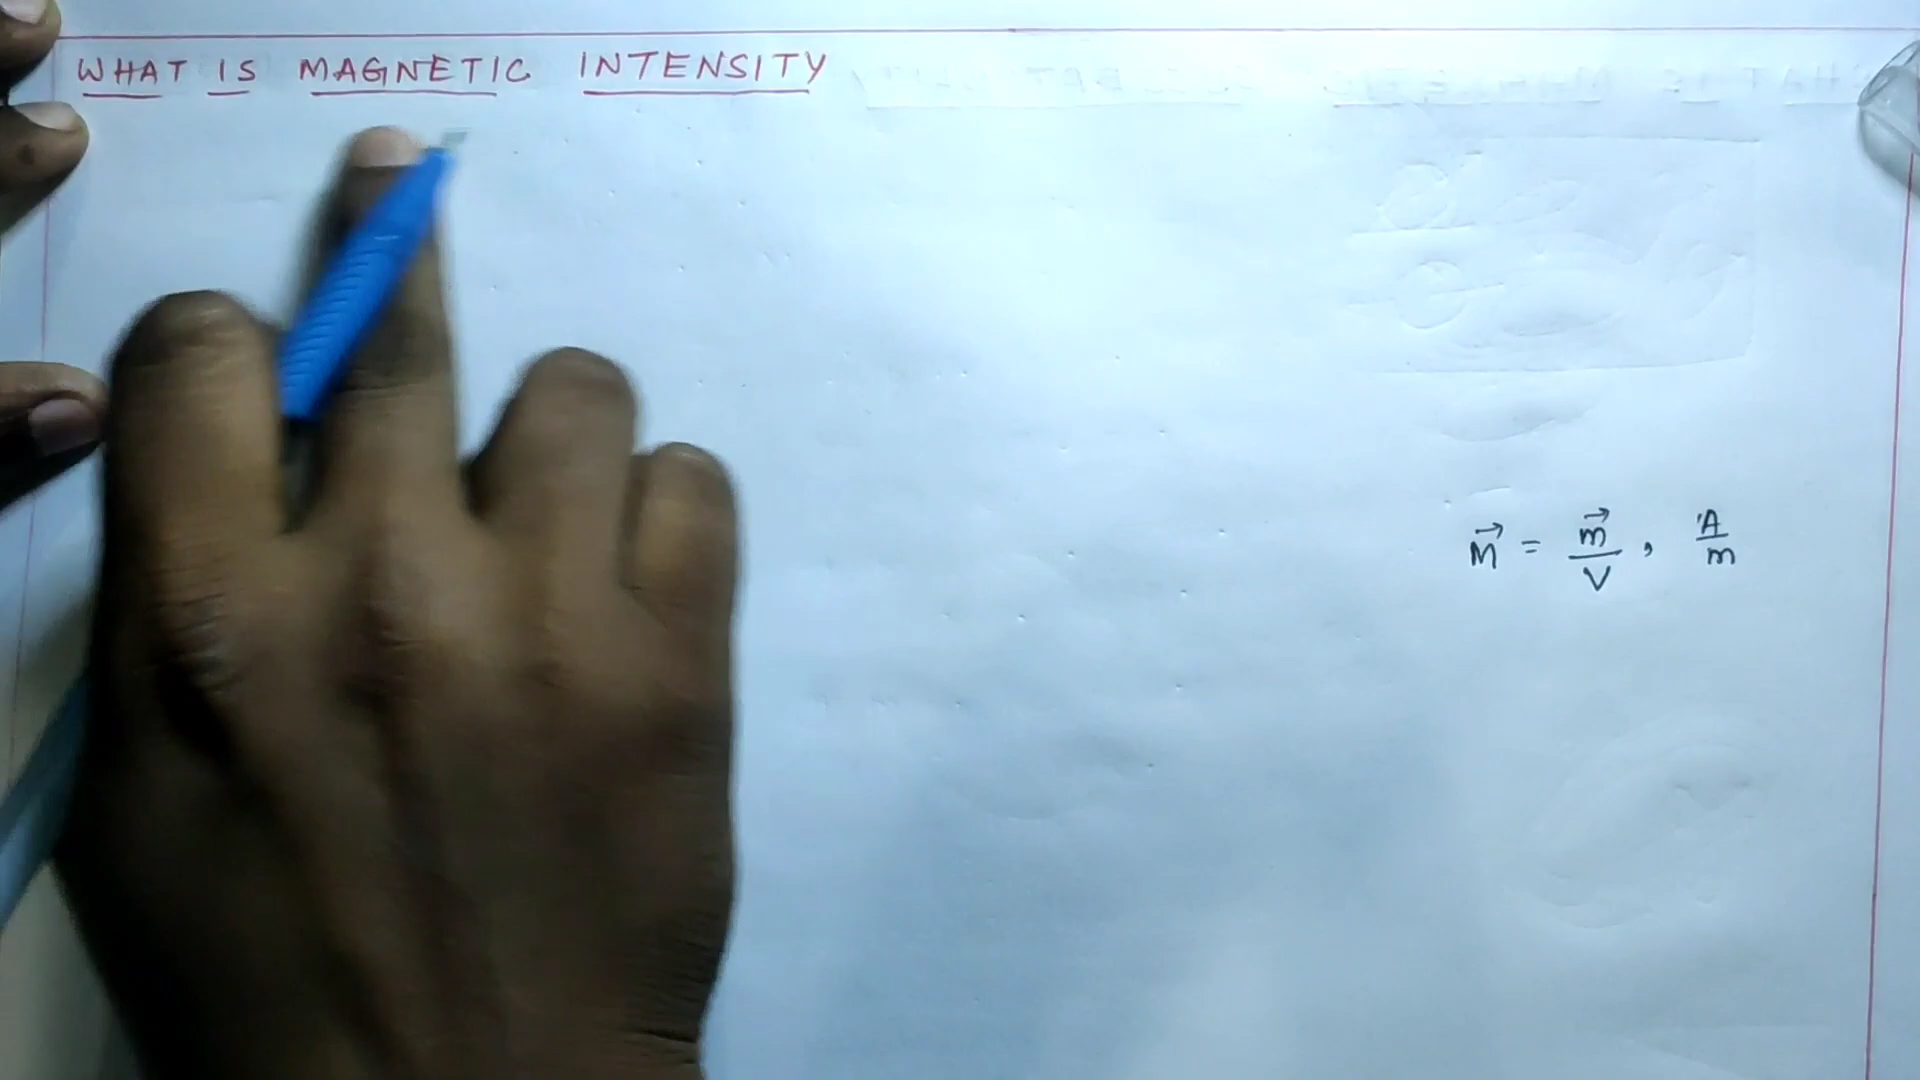 WHAT IS MAGNETIC INTENSITY
M⃗ = m⃗/V , A/m